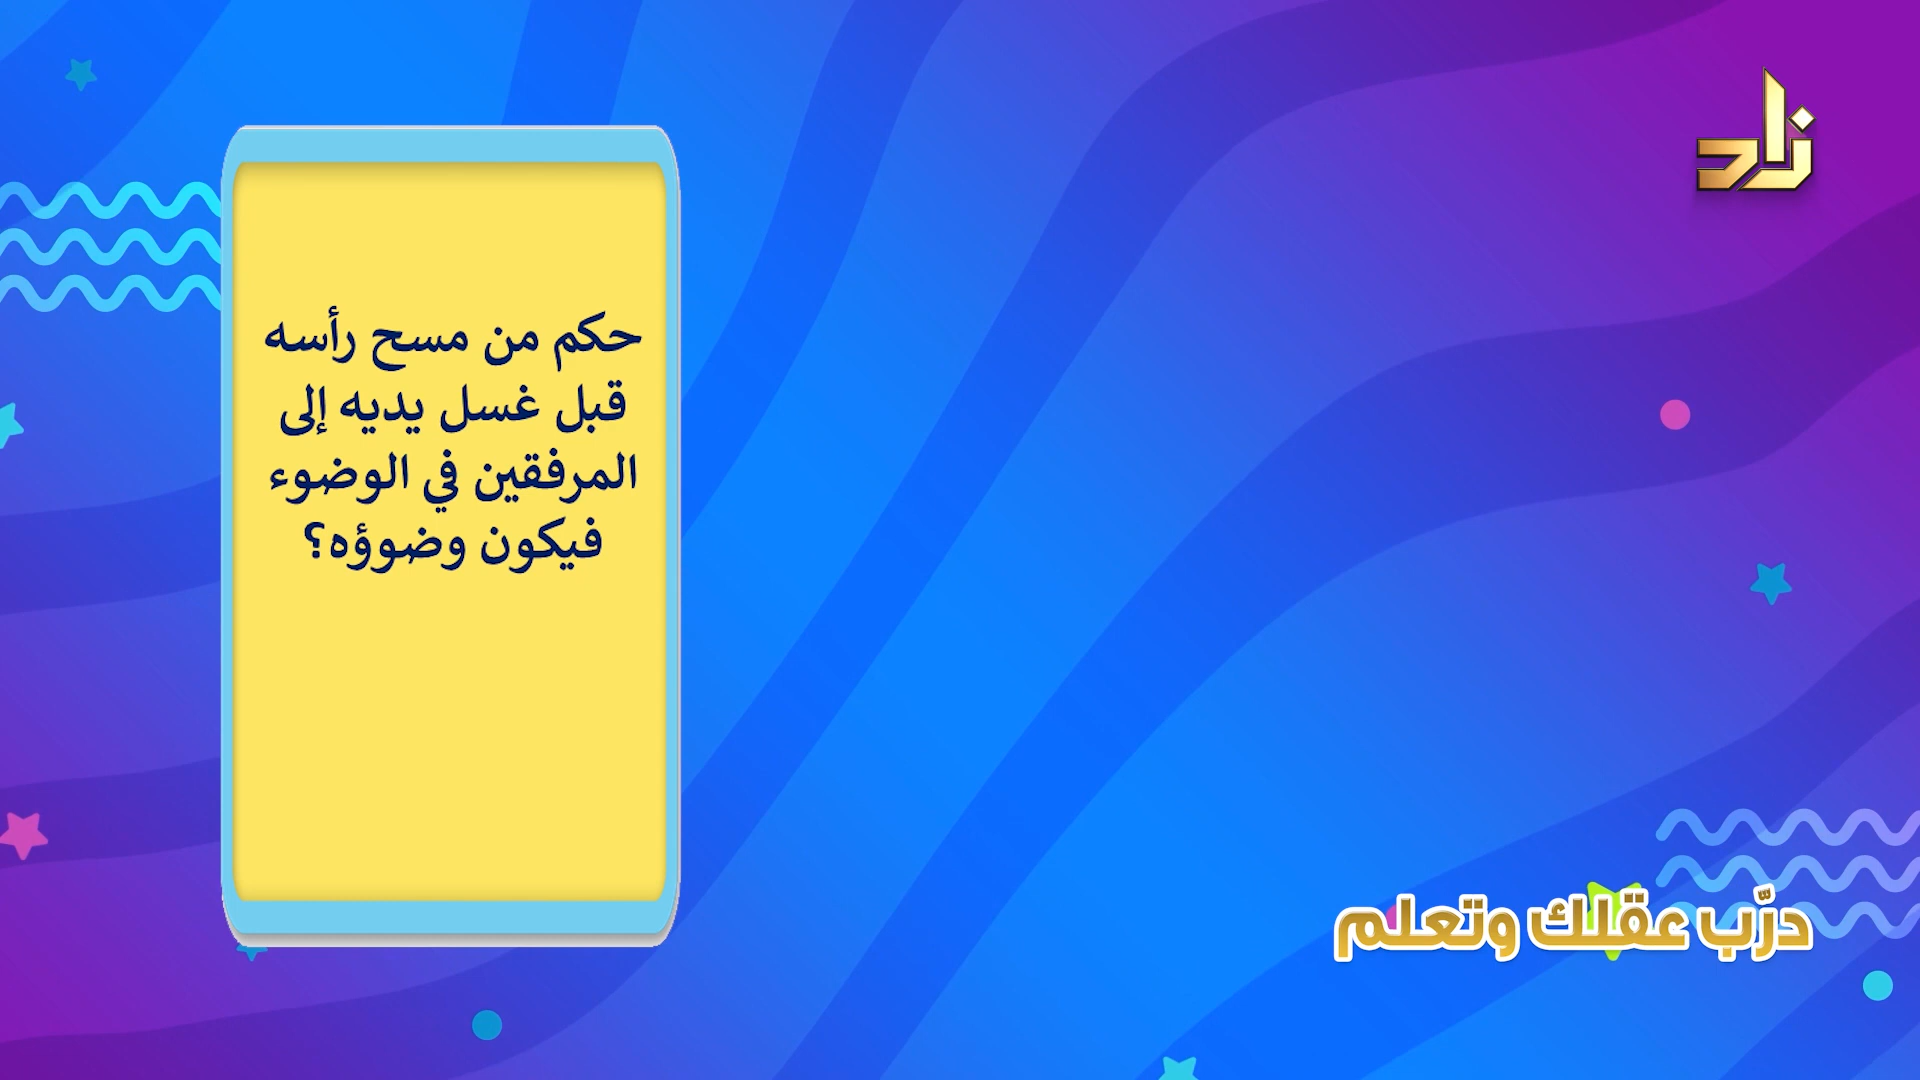 زاد
حكم من مسح رأسه
قبل غسل يديه إلى
المرفقين في الوضوء
فيكون وضوؤه؟
درّب عقلك وتعلم